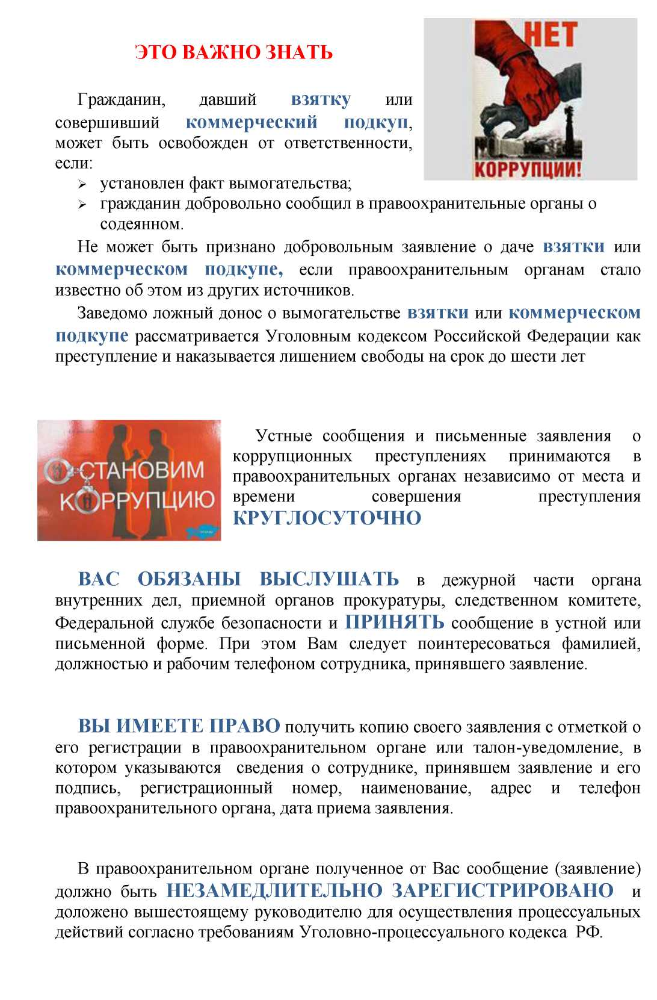 ЭТО ВАЖНО ЗНАТЬ
НЕТ
КОРРУПЦИИ!
Гражданин, давший взятку или
совершивший коммерческий подкуп,
может быть освобожден от ответственности,
если:
установлен факт вымогательства;
гражданин добровольно сообщил в правоохранительные органы о
содеянном.
Не может быть признано добровольным заявление о даче взятки или
коммерческом подкупе, если правоохранительным органам стало
известно об этом из других источников.
Заведомо ложный донос о вымогательстве взятки или коммерческом
подкупе рассматривается Уголовным кодексом Российской Федерации как
преступление и наказывается лишением свободы на срок до шести лет
ОСТАНОВИМ
КОРРУПЦИЮ
Устные сообщения и письменные заявления о
коррупционных преступлениях принимаются в
правоохранительных органах независимо от места и
времени совершения преступления
КРУГЛОСУТОЧНО
ВАС ОБЯЗАНЫ ВЫСЛУШАТЬ в дежурной части органа
внутренних дел, приемной органов прокуратуры, следственном комитете,
Федеральной службе безопасности и ПРИНЯТЬ сообщение в устной или
письменной форме. При этом Вам следует поинтересоваться фамилией,
должностью и рабочим телефоном сотрудника, принявшего заявление.
ВЫ ИМЕЕТЕ ПРАВО получить копию своего заявления с отметкой о
его регистрации в правоохранительном органе или талон-уведомление, в
котором указываются сведения о сотруднике, принявшем заявление и его
подпись, регистрационный номер, наименование, адрес и телефон
правоохранительного органа, дата приема заявления.
В правоохранительном органе полученное от Вас сообщение (заявление)
должно быть НЕЗАМЕДЛИТЕЛЬНО ЗАРЕГИСТРИРОВАНО и
доложено вышестоящему руководителю для осуществления процессуальных
действий согласно требованиям Уголовно-процессуального кодекса РФ.